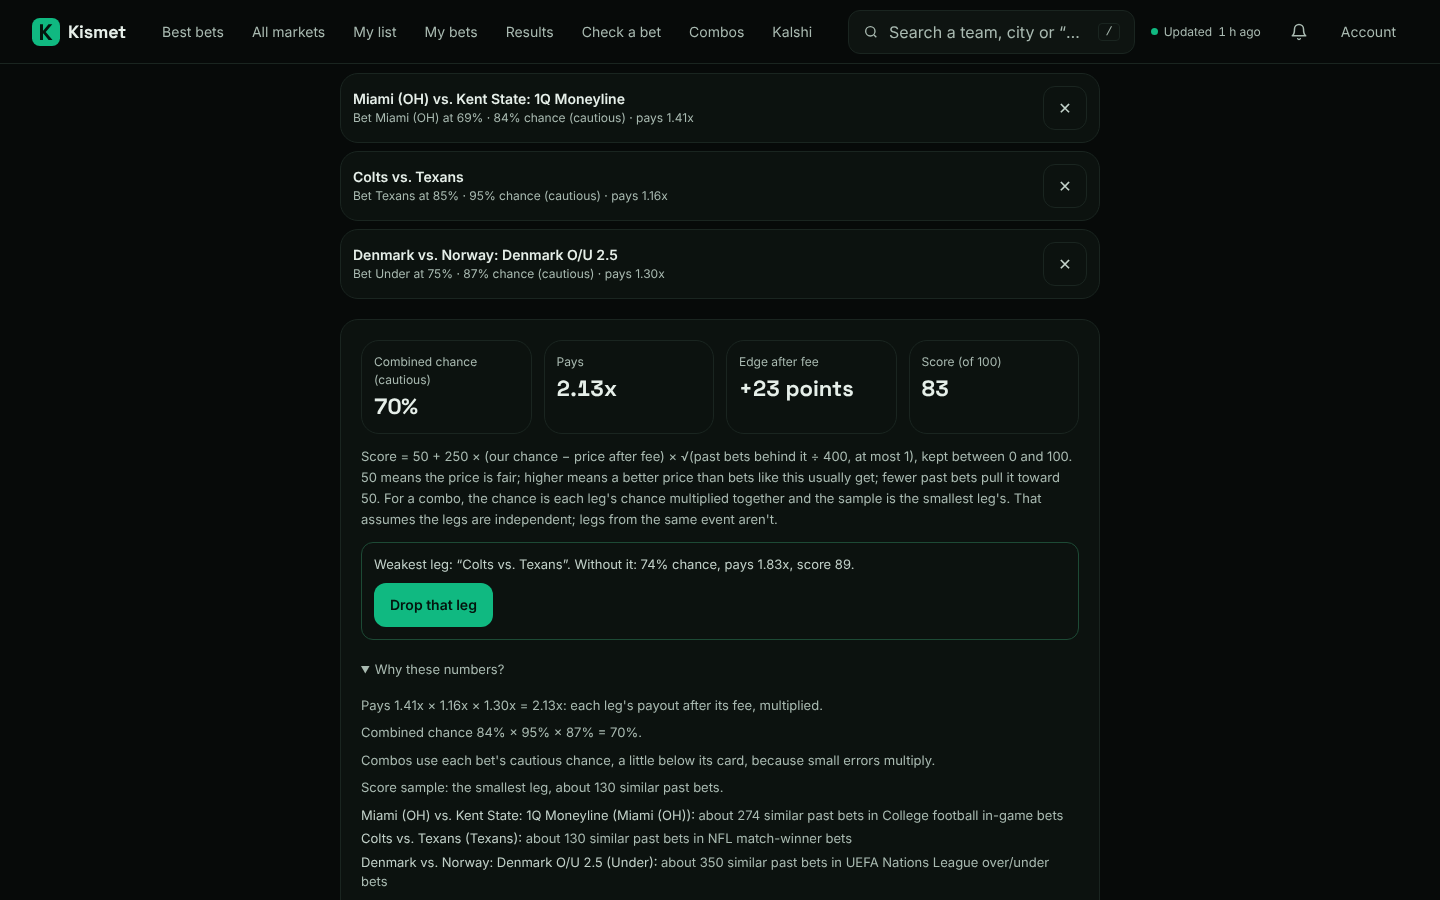 K Kismet
Best bets
All markets
My list
My bets
Results
Check a bet
Combos
Kalshi
Search a team, city or “...
/
Updated 1 h ago
Account
Miami (OH) vs. Kent State: 1Q Moneyline
Bet Miami (OH) at 69% · 84% chance (cautious) · pays 1.41x
×
Colts vs. Texans
Bet Texans at 85% · 95% chance (cautious) · pays 1.16x
×
Denmark vs. Norway: Denmark O/U 2.5
Bet Under at 75% · 87% chance (cautious) · pays 1.30x
×
Combined chance
(cautious)
70%
Pays
2.13x
Edge after fee
+23 points
Score (of 100)
83
Score = 50 + 250 × (our chance − price after fee) × √(past bets behind it ÷ 400, at most 1), kept between 0 and 100.
50 means the price is fair; higher means a better price than bets like this usually get; fewer past bets pull it toward
50. For a combo, the chance is each leg's chance multiplied together and the sample is the smallest leg's. That
assumes the legs are independent; legs from the same event aren't.
Weakest leg: “Colts vs. Texans”. Without it: 74% chance, pays 1.83x, score 89.
Drop that leg
▼ Why these numbers?
Pays 1.41x × 1.16x × 1.30x = 2.13x: each leg's payout after its fee, multiplied.
Combined chance 84% × 95% × 87% = 70%.
Combos use each bet's cautious chance, a little below its card, because small errors multiply.
Score sample: the smallest leg, about 130 similar past bets.
Miami (OH) vs. Kent State: 1Q Moneyline (Miami (OH)): about 274 similar past bets in College football in-game bets
Colts vs. Texans (Texans): about 130 similar past bets in NFL match-winner bets
Denmark vs. Norway: Denmark O/U 2.5 (Under): about 350 similar past bets in UEFA Nations League over/under
bets